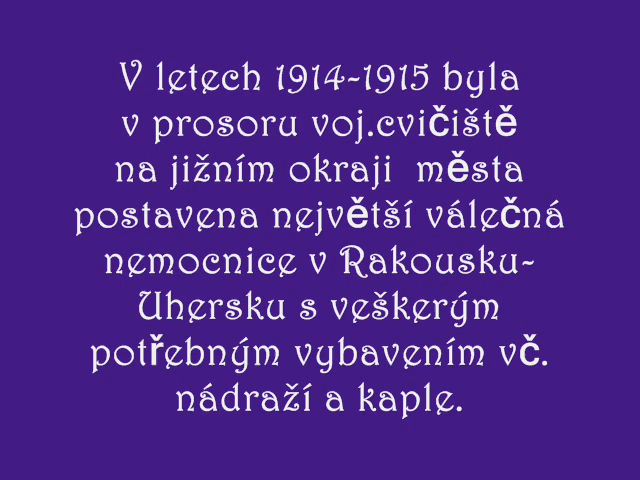 V letech 1914-1915 byla
v prosoru voj.cvičiště
na jižním okraji města
postavena největší válečná
nemocnice v Rakousku-
Uhersku s veškerým
potřebným vybavením vč.
nádraží a kaple.